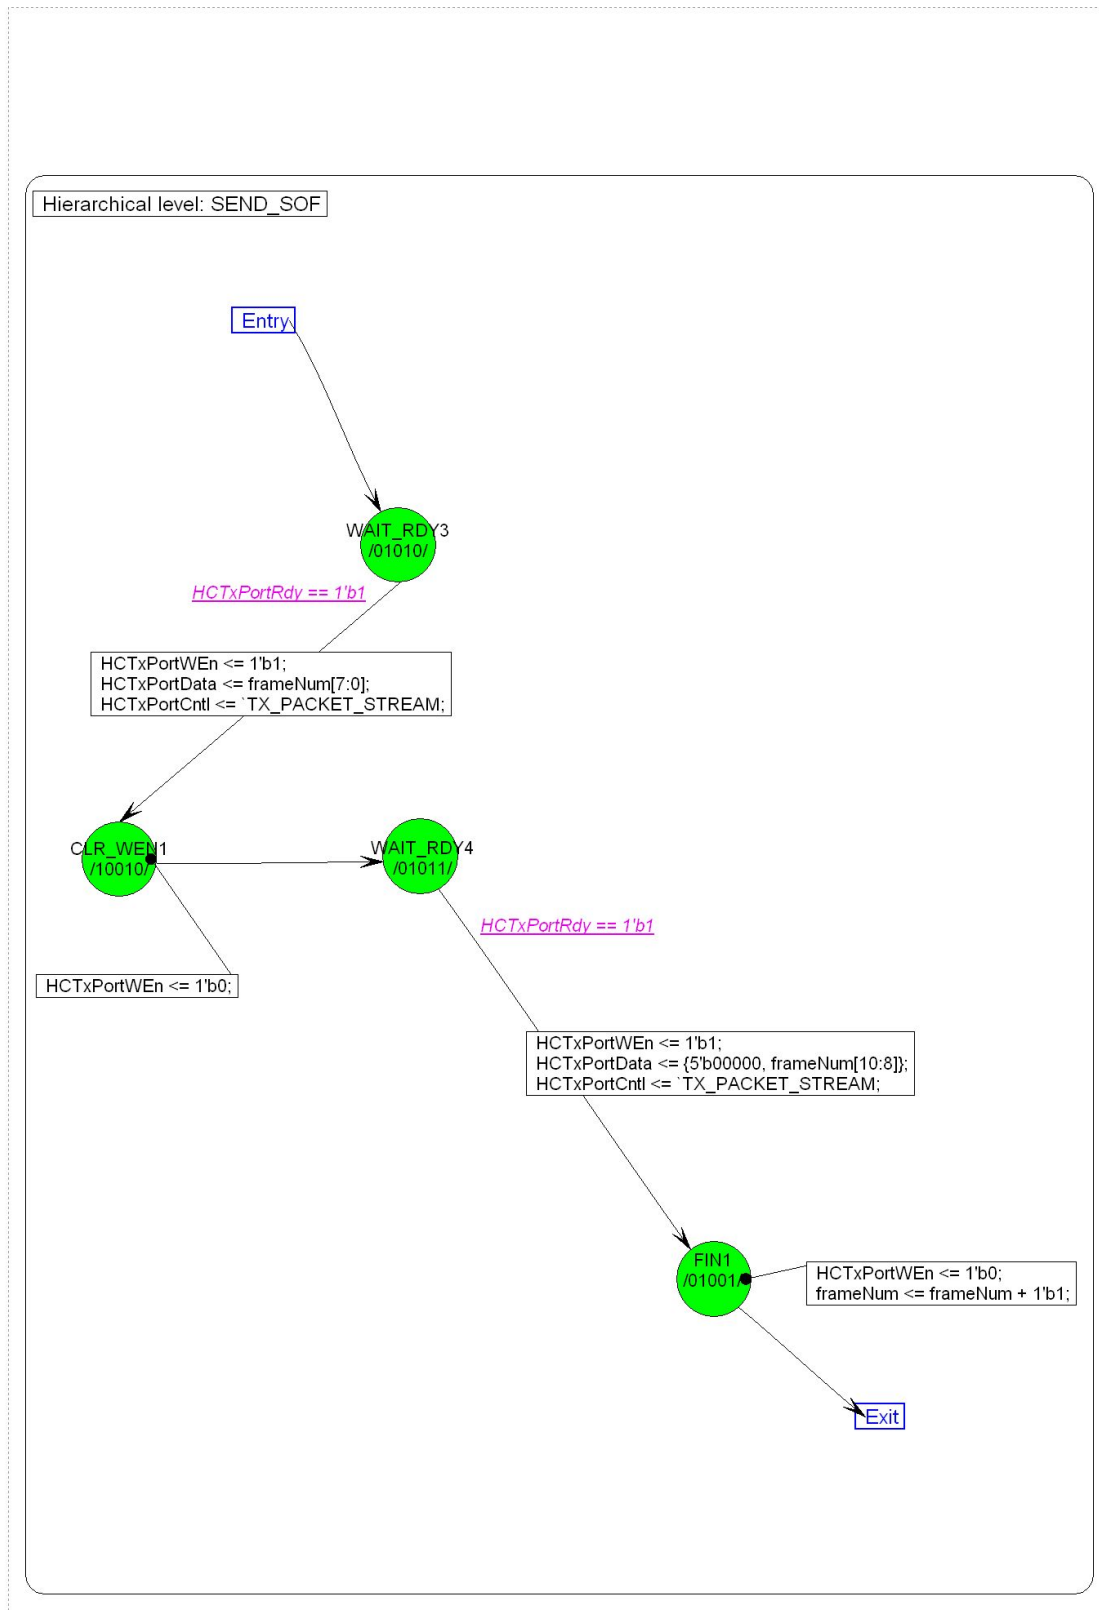 Hierarchical level: SEND_SOF
Entry
WAIT_RDY3
/01010/
HCTxPortRdy == 1'b1
HCTxPortWEn <= 1'b1;
HCTxPortData <= frameNum[7:0];
HCTxPortCntl <= `TX_PACKET_STREAM;
CLR_WEN1
/10010/
WAIT_RDY4
/01011/
HCTxPortRdy == 1'b1
HCTxPortWEn <= 1'b0;
HCTxPortWEn <= 1'b1;
HCTxPortData <= {5'b00000, frameNum[10:8]};
HCTxPortCntl <= `TX_PACKET_STREAM;
FIN1
/01001/
HCTxPortWEn <= 1'b0;
frameNum <= frameNum + 1'b1;
Exit